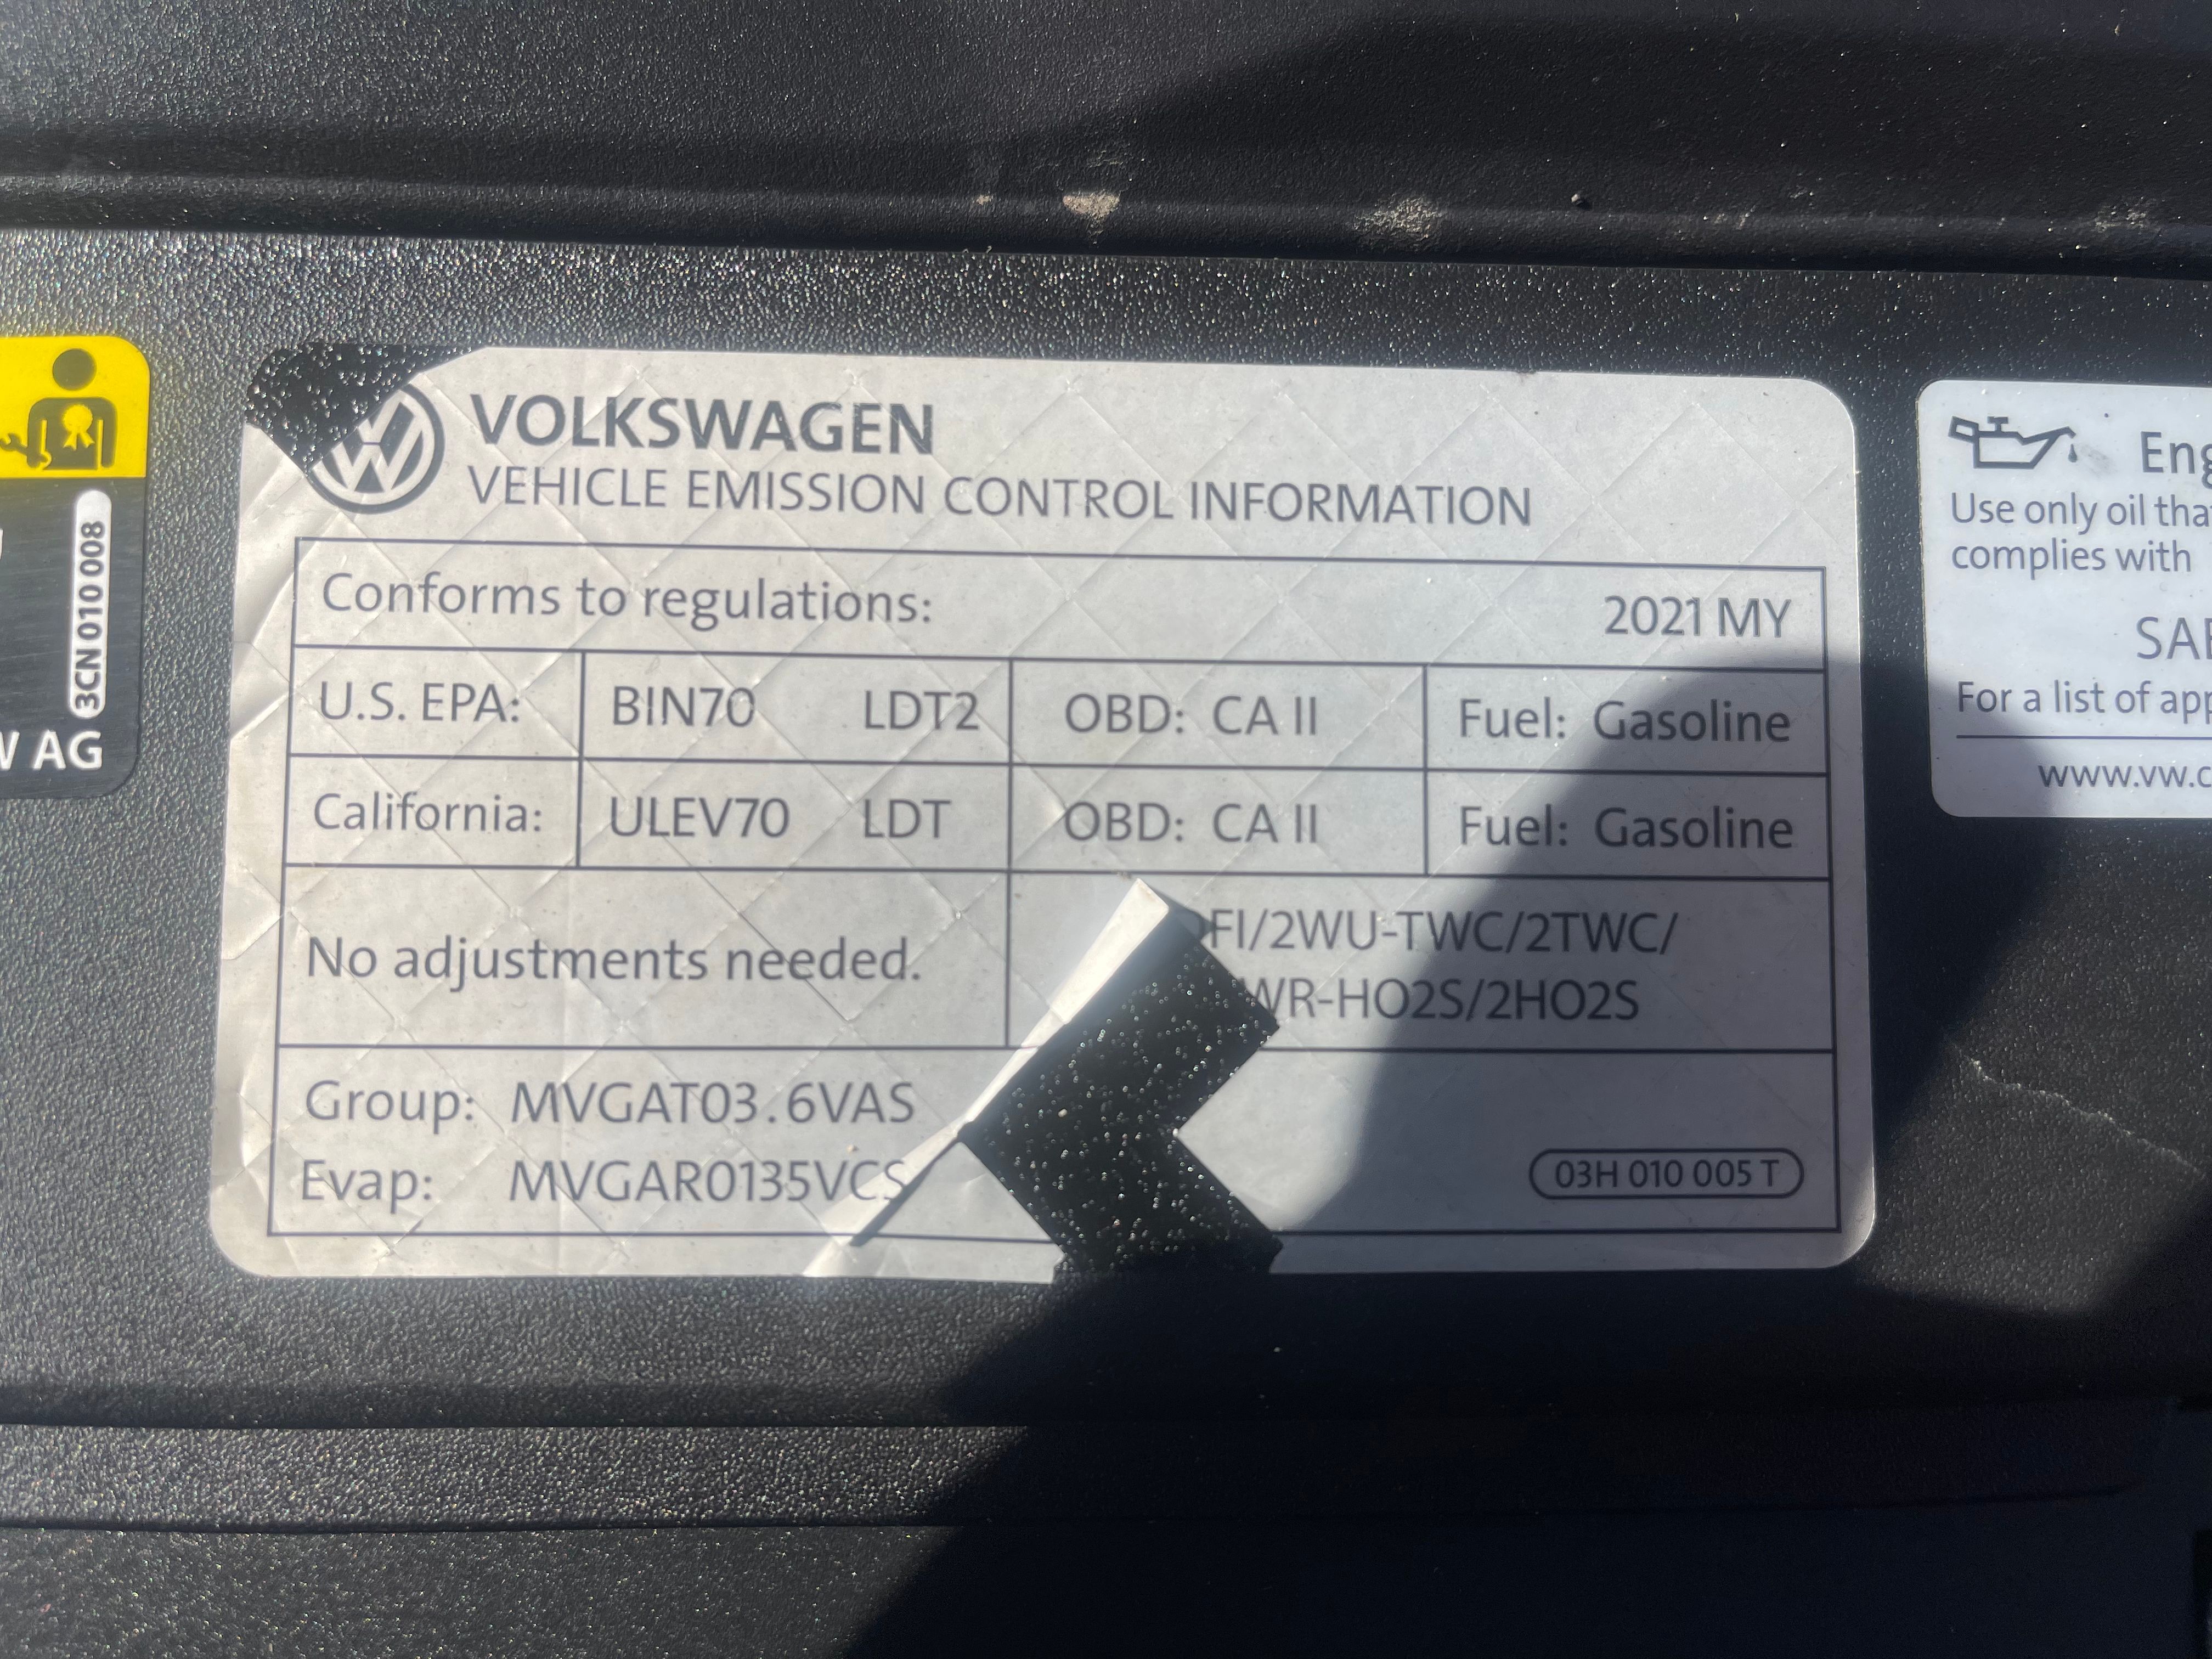 VOLKSWAGEN
VEHICLE EMISSION CONTROL INFORMATION
Conforms to regulations: 2021 MY
U.S. EPA: BIN70 LDT2 OBD: CA II Fuel: Gasoline
California: ULEV70 LDT OBD: CA II Fuel: Gasoline
No adjustments needed.
FI/2WU-TWC/2TWC/
WR-HO2S/2HO2S
Group: MVGAT03.6VAS
Evap: MVGAR0135VCS
03H 010 005 T
3CN 010 008
W AG
Eng
Use only oil that
complies with
SAE
For a list of app
www.vw.c